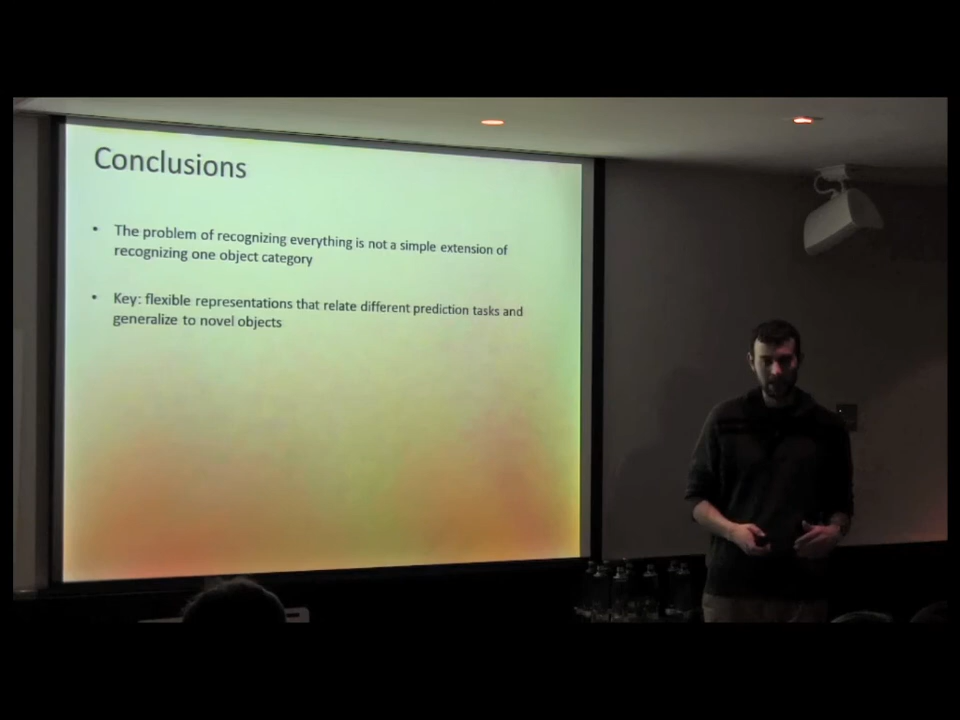 Conclusions
• The problem of recognizing everything is not a simple extension of
recognizing one object category
• Key: flexible representations that relate different prediction tasks and
generalize to novel objects